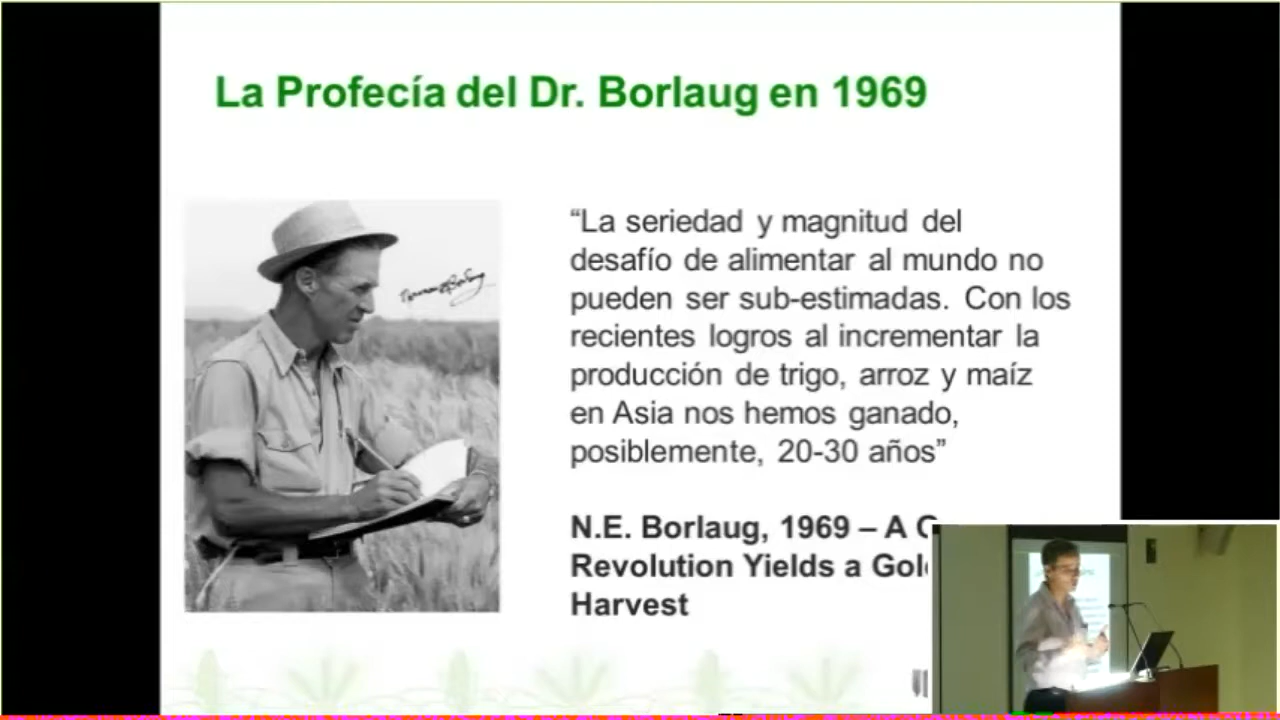 La Profecía del Dr. Borlaug en 1969
“La seriedad y magnitud del
desafío de alimentar al mundo no
pueden ser sub-estimadas. Con los
recientes logros al incrementar la
producción de trigo, arroz y maíz
en Asia nos hemos ganado,
posiblemente, 20-30 años”
N.E. Borlaug, 1969 – A
Revolution Yields a
Harvest